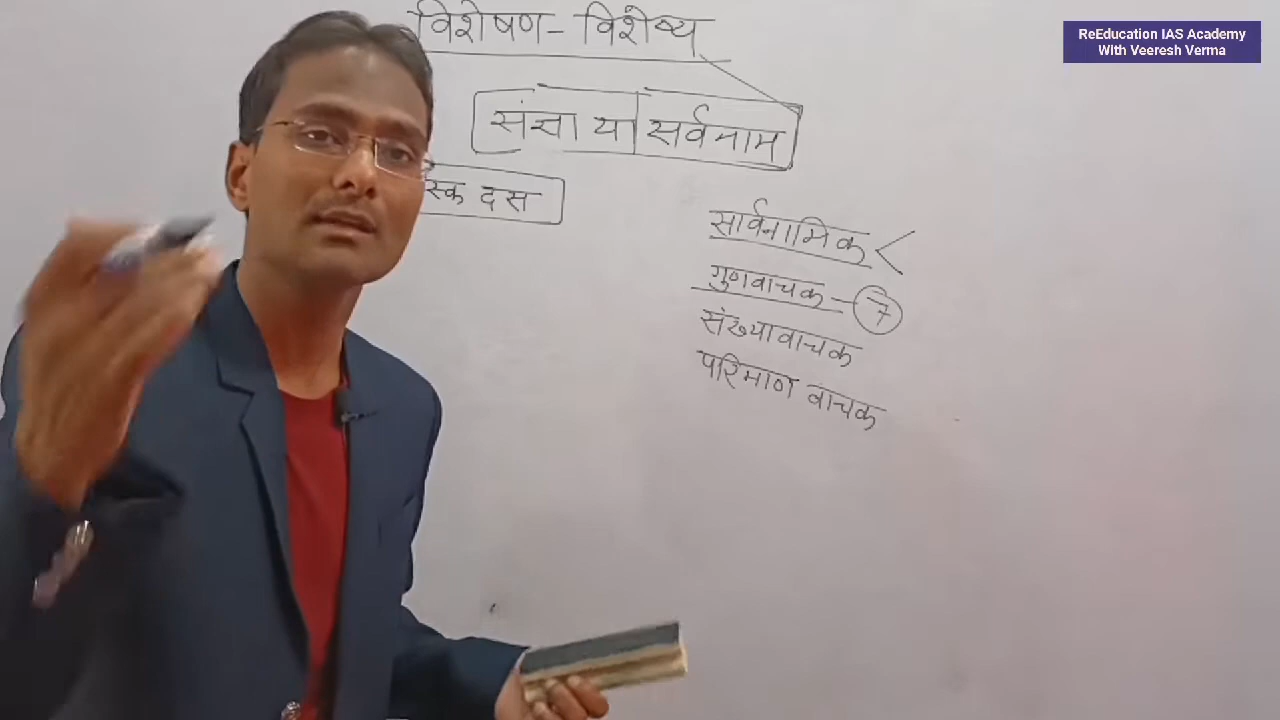 विशेषण - विशेष्य
संज्ञा या सर्वनाम
दस
सार्वनामिक <
गुणवाचक - 7
संख्यावाचक
परिमाण वाचक
ReEducation IAS Academy
With Veeresh Verma